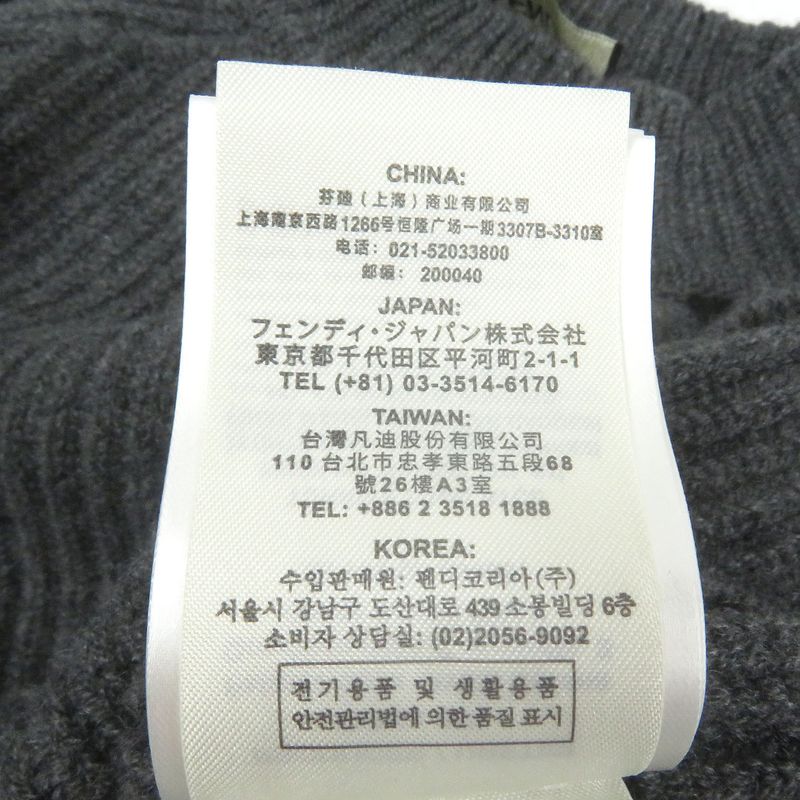 CHINA:
芬迪（上海）商业有限公司
上海南京西路1266号恒隆广场一期3307B-3310室
电话: 021-52033800
邮编: 200040
JAPAN:
フェンディ・ジャパン株式会社
東京都千代田区平河町2-1-1
TEL (+81) 03-3514-6170
TAIWAN:
台灣凡迪股份有限公司
110 台北市忠孝東路五段68
號26樓A3室
TEL: +886 2 3518 1888
KOREA:
수입판매원: 펜디코리아(주)
서울시 강남구 도산대로 439 소봉빌딩 6층
소비자 상담실: (02)2056-9092
전기용품 및 생활용품
안전관리법에 의한 품질 표시